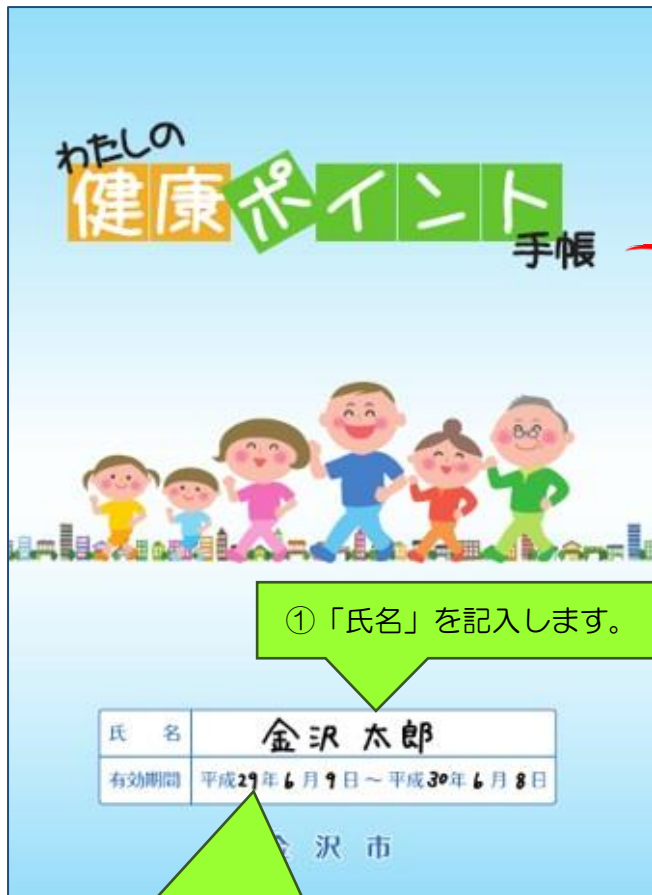 わたしの
健康ポイント
手帳
①「氏名」を記入します。
氏 名 金沢 太郎
有効期間 平成29年6月9日～平成30年6月8日
沢 市